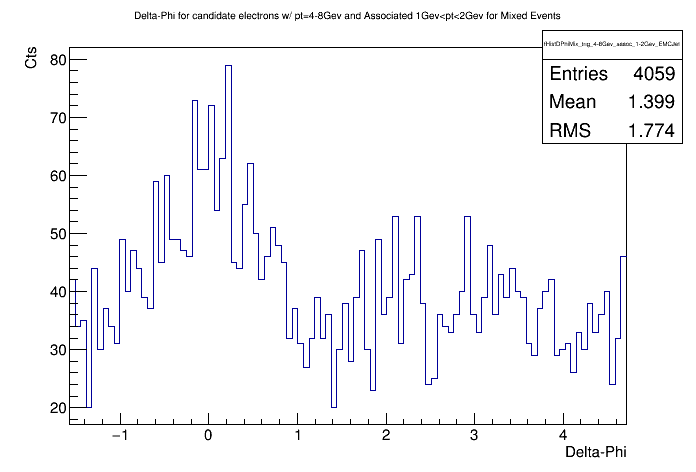 Delta-Phi for candidate electrons w/ pt=4-8Gev and Associated 1Gev<pt<2Gev for Mixed Events
Cts
fHistDPhiMix_trig_4-8Gev_assoc_1-2Gev_EMCJet
Entries 4059
Mean 1.399
RMS 1.774
80
70
60
50
40
30
20
−1 0 1 2 3 4
Delta-Phi